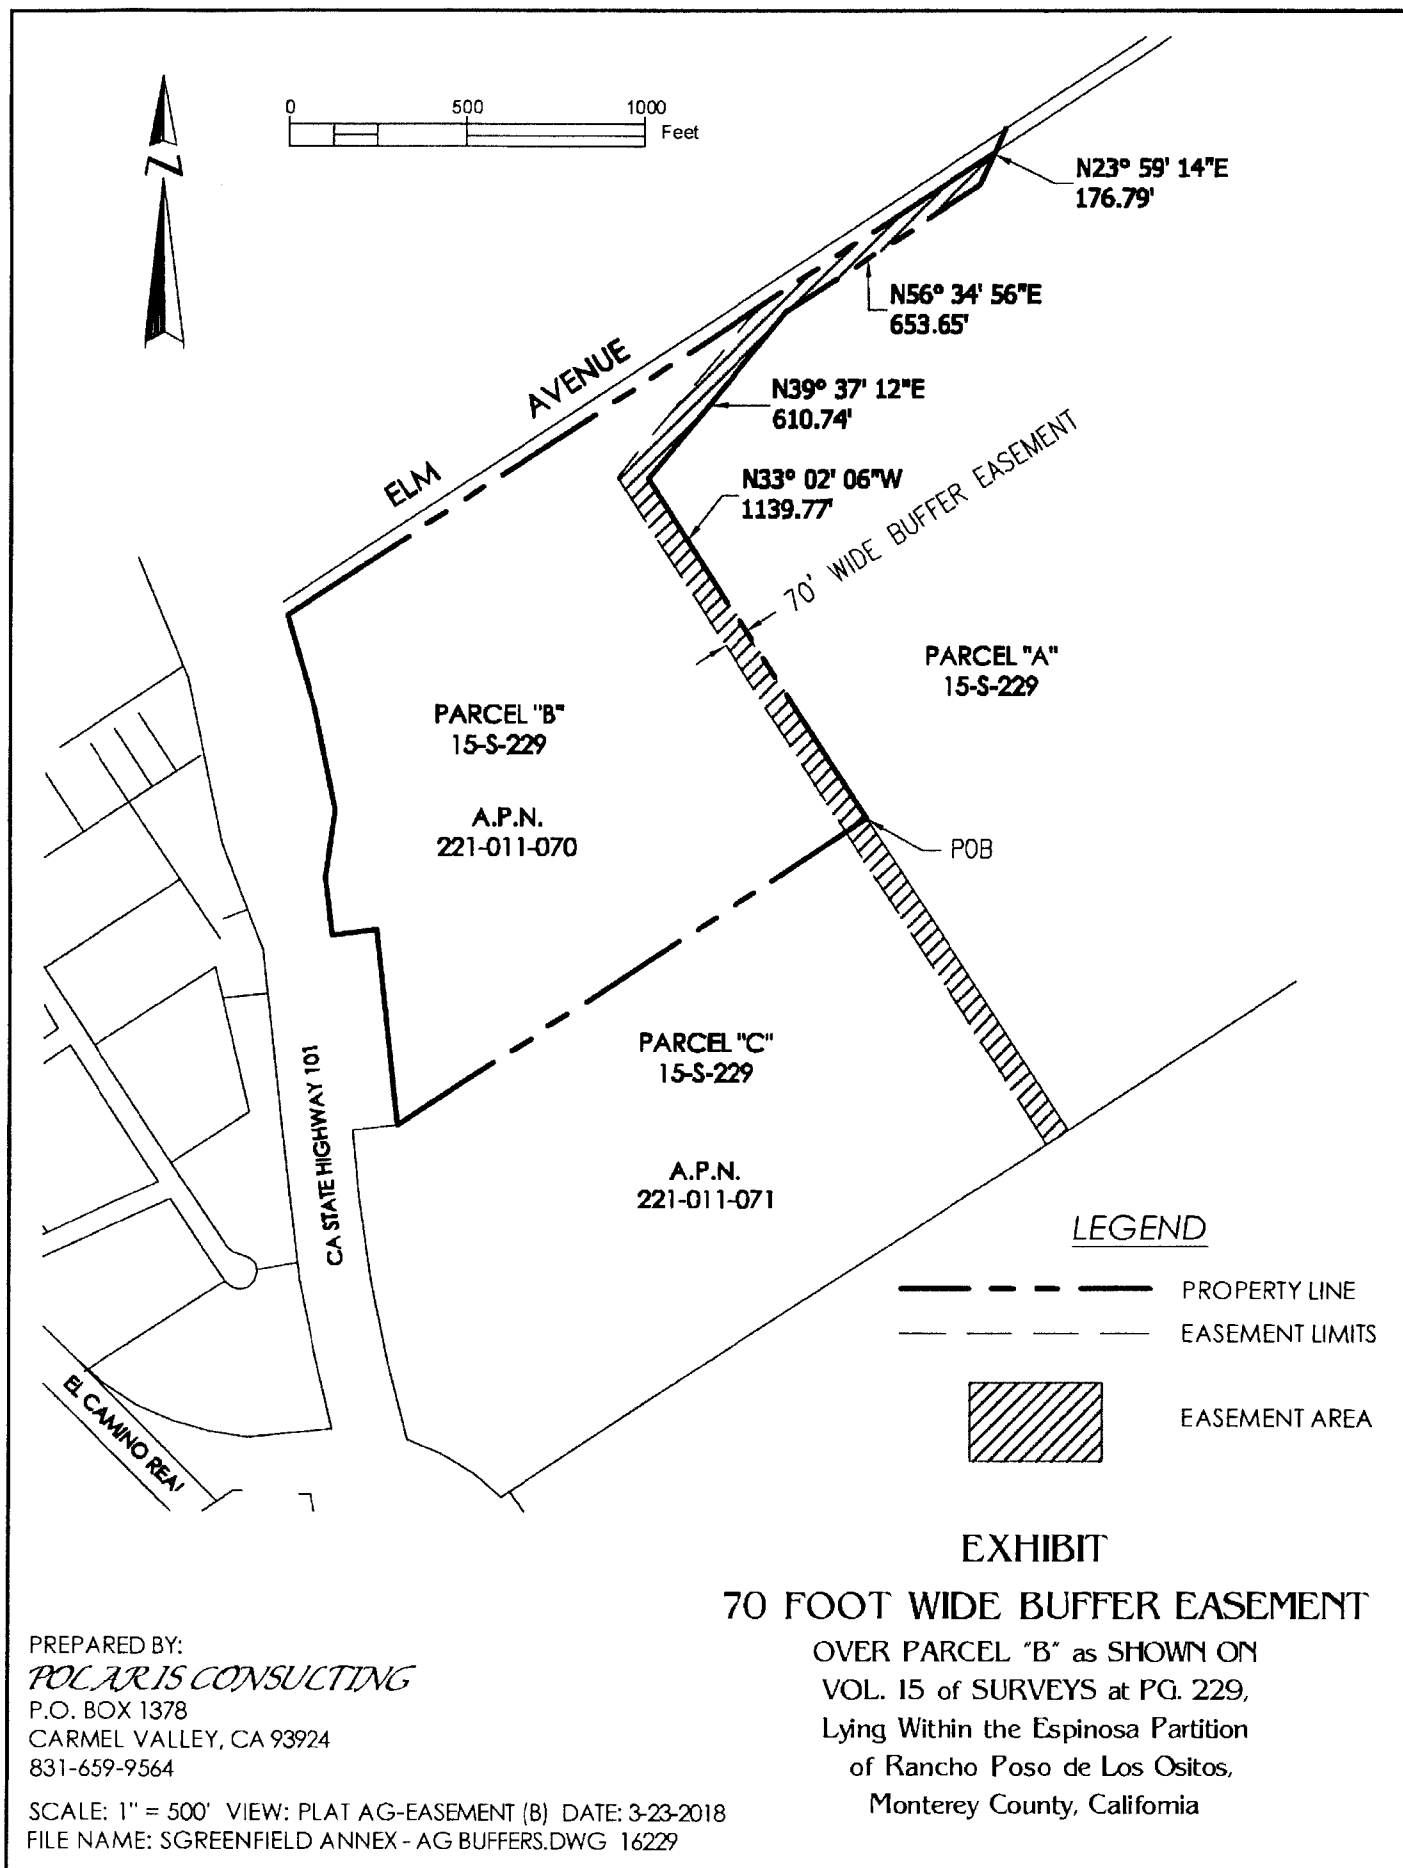 0 500 1000
Feet
N
N23° 59' 14"E
176.79'
N56° 34' 56"E
653.65'
N39° 37' 12"E
610.74'
N33° 02' 06"W
1139.77'
ELM AVENUE
70' WIDE BUFFER EASEMENT
PARCEL "A"
15-S-229
PARCEL "B"
15-S-229
A.P.N.
221-011-070
POB
PARCEL "C"
15-S-229
A.P.N.
221-011-071
CA STATE HIGHWAY 101
EL CAMINO REAL
LEGEND
PROPERTY LINE
EASEMENT LIMITS
EASEMENT AREA
EXHIBIT
70 FOOT WIDE BUFFER EASEMENT
OVER PARCEL "B" as SHOWN ON
VOL. 15 of SURVEYS at PG. 229,
Lying Within the Espinosa Partition
of Rancho Poso de Los Ositos,
Monterey County, California
PREPARED BY:
POLARIS CONSULTING
P.O. BOX 1378
CARMEL VALLEY, CA 93924
831-659-9564
SCALE: 1" = 500' VIEW: PLAT AG-EASEMENT (B) DATE: 3-23-2018
FILE NAME: SGREENFIELD ANNEX - AG BUFFERS.DWG 16229